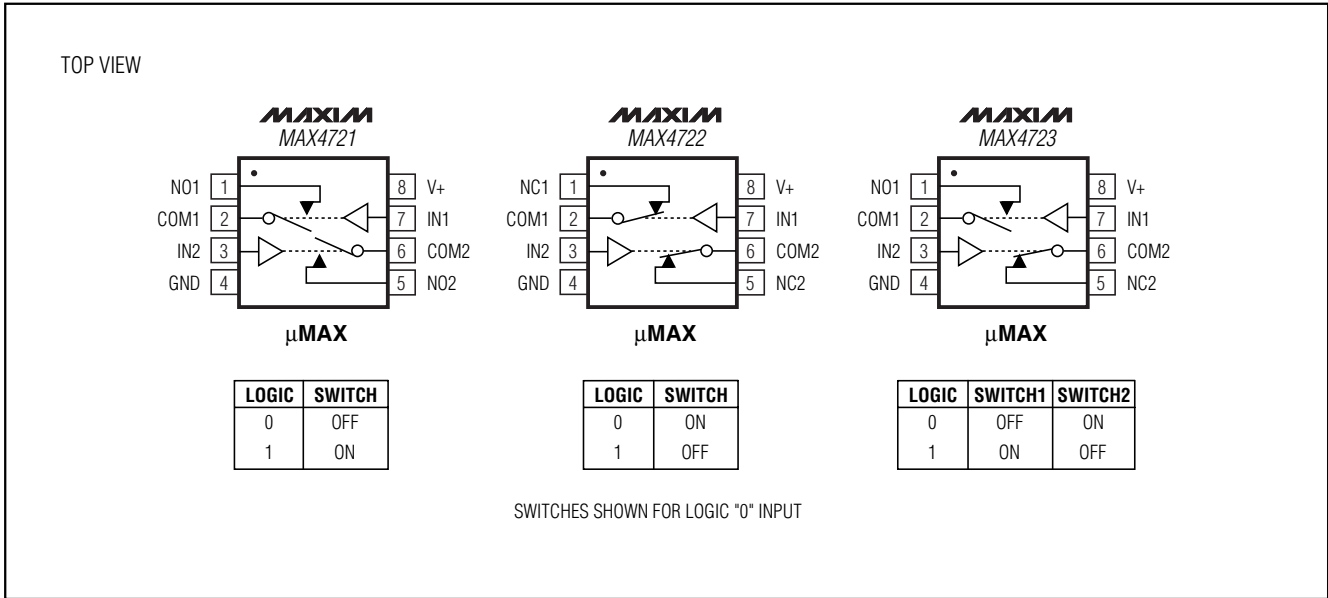 TOP VIEW
MAXIM MAXIM MAXIM
MAX4721 MAX4722 MAX4723
NO1 1 8 V+ NC1 1 8 V+ NO1 1 8 V+
COM1 2 7 IN1 COM1 2 7 IN1 COM1 2 7 IN1
IN2 3 6 COM2 IN2 3 6 COM2 IN2 3 6 COM2
GND 4 5 NO2 GND 4 5 NC2 GND 4 5 NC2
μMAX μMAX μMAX
LOGIC SWITCH LOGIC SWITCH LOGIC SWITCH1 SWITCH2
0 OFF 0 ON 0 OFF ON
1 ON 1 OFF 1 ON OFF
SWITCHES SHOWN FOR LOGIC "0" INPUT